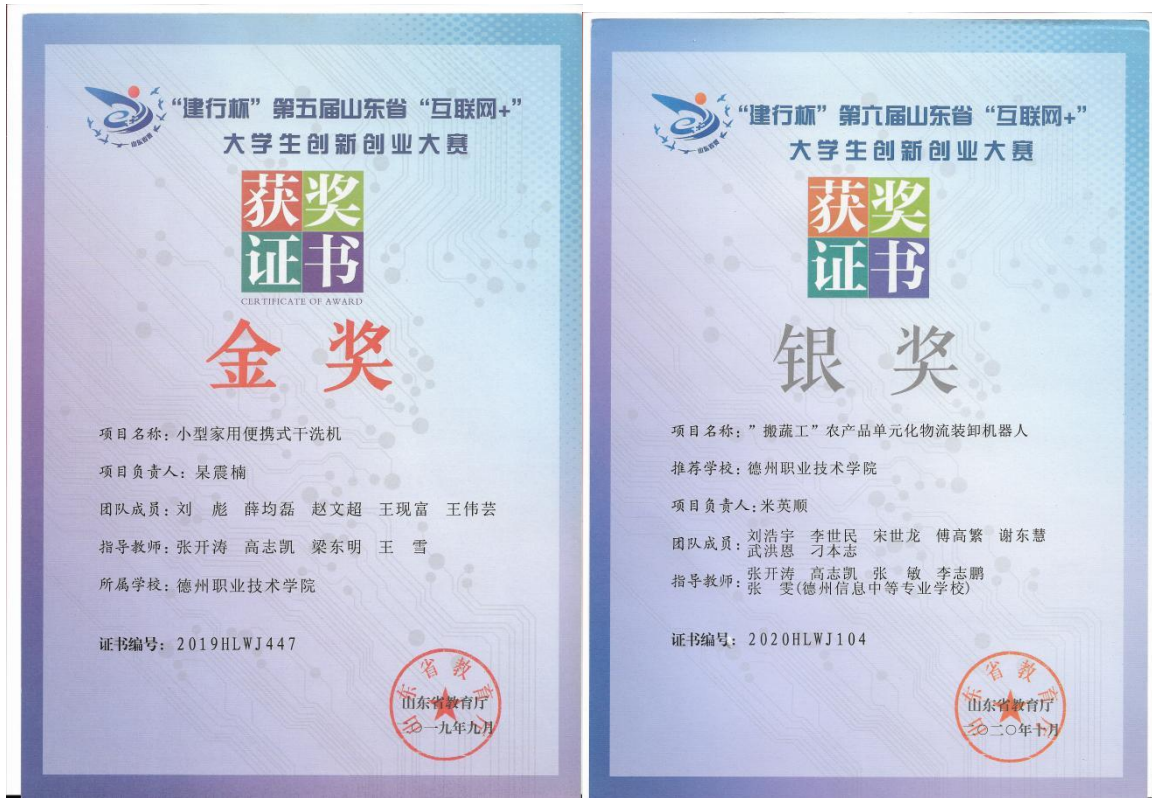 “建行杯”第五届山东省“互联网+”
大学生创新创业大赛
获奖
证书
CERTIFICATE OF AWARD
金奖
项目名称：小型家用便携式干洗机
项目负责人：杲震楠
团队成员：刘 彪 薛均磊 赵文超 王现富 王伟芸
指导教师：张开涛 高志凯 梁东明 王 雪
所属学校：德州职业技术学院
证书编号：2019HLWJ447
山东省教育厅
二〇一九年九月
“建行杯”第六届山东省“互联网+”
大学生创新创业大赛
获奖
证书
银奖
项目名称：”搬蔬工”农产品单元化物流装卸机器人
推荐学校：德州职业技术学院
项目负责人：米英顺
团队成员：刘浩宇 李世民 宋世龙 傅高繁 谢东慧
武洪恩 刁本志
指导教师：张开涛 高志凯 张 敏 李志鹏
张 雯(德州信息中等专业学校)
证书编号：2020HLWJ104
山东省教育厅
二〇二〇年十月